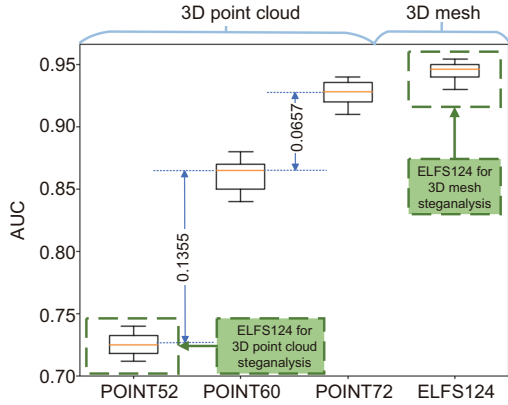 3D point cloud
3D mesh
AUC
0.95
0.90
0.85
0.80
0.75
0.70
0.1355
0.0657
ELFS124 for
3D mesh
steganalysis
ELFS124 for
3D point cloud
steganalysis
POINT52
POINT60
POINT72
ELFS124